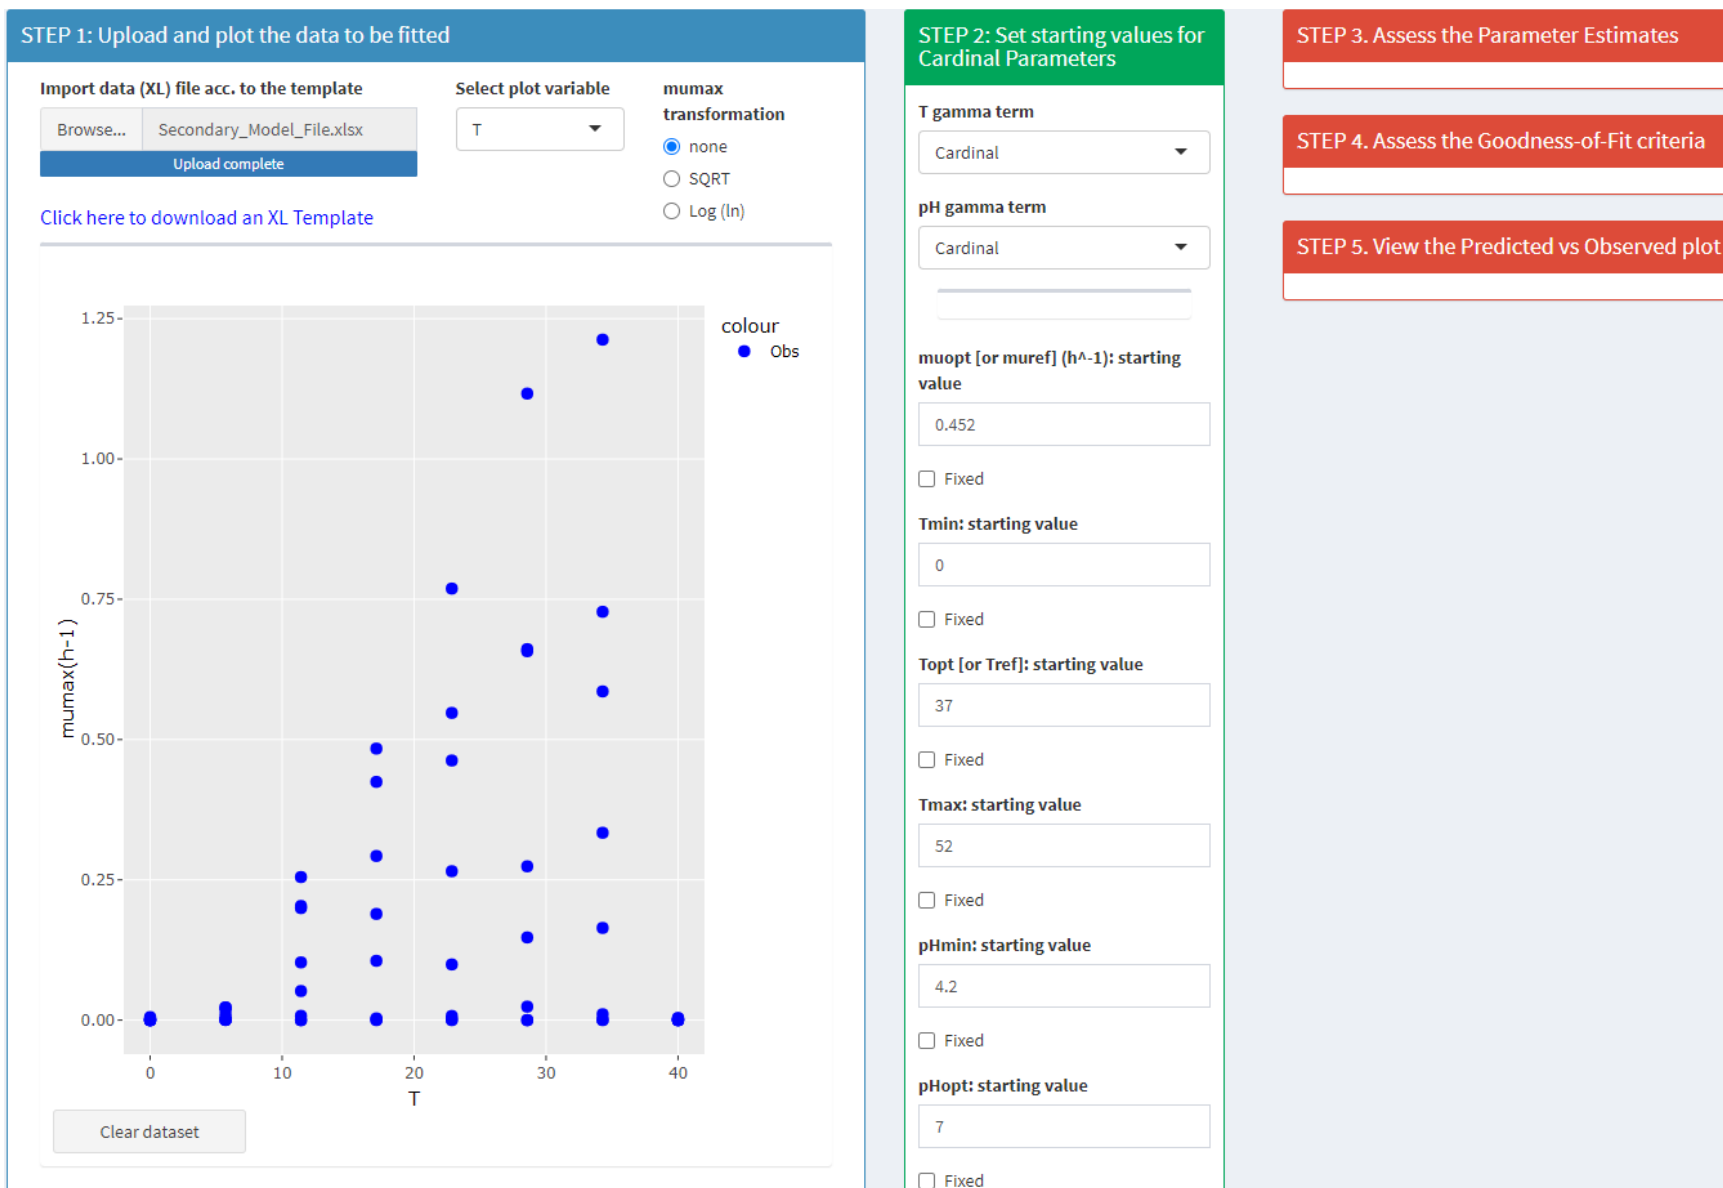 STEP 1: Upload and plot the data to be fitted
Import data (XL) file acc. to the template
Browse...
Secondary_Model_File.xlsx
Upload complete
Click here to download an XL Template
Select plot variable
T
mumax
transformation
none
SQRT
Log (ln)
1.25
1.00
0.75
0.50
0.25
0.00
mumax(h-1)
0
10
20
30
40
T
colour
Obs
Clear dataset
STEP 2: Set starting values for
Cardinal Parameters
T gamma term
Cardinal
pH gamma term
Cardinal
muopt [or muref] (h^-1): starting
value
0.452
Fixed
Tmin: starting value
0
Fixed
Topt [or Tref]: starting value
37
Fixed
Tmax: starting value
52
Fixed
pHmin: starting value
4.2
Fixed
pHopt: starting value
7
Fixed
STEP 3. Assess the Parameter Estimates
STEP 4. Assess the Goodness-of-Fit criteria
STEP 5. View the Predicted vs Observed plot